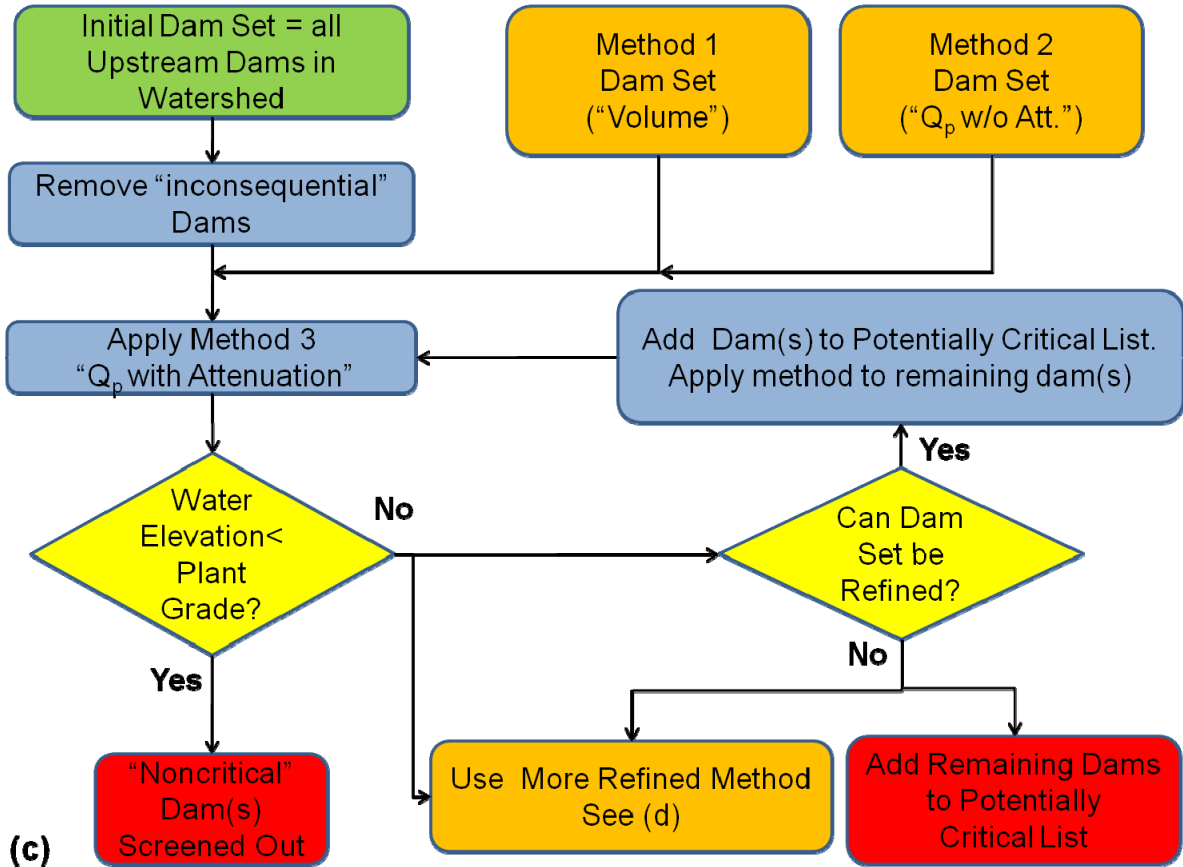 Initial Dam Set = all
Upstream Dams in
Watershed
Method 1
Dam Set
(“Volume”)
Method 2
Dam Set
(“Qp w/o Att.”)
Remove “inconsequential”
Dams
Apply Method 3
“Qp with Attenuation”
Add  Dam(s) to Potentially Critical List.
Apply method to remaining dam(s)
Yes
Water
Elevation<
Plant
Grade?
No
Can Dam
Set be
Refined?
No
Yes
“Noncritical”
Dam(s)
Screened Out
Use  More Refined Method
See (d)
Add Remaining Dams
to Potentially
Critical List
(c)